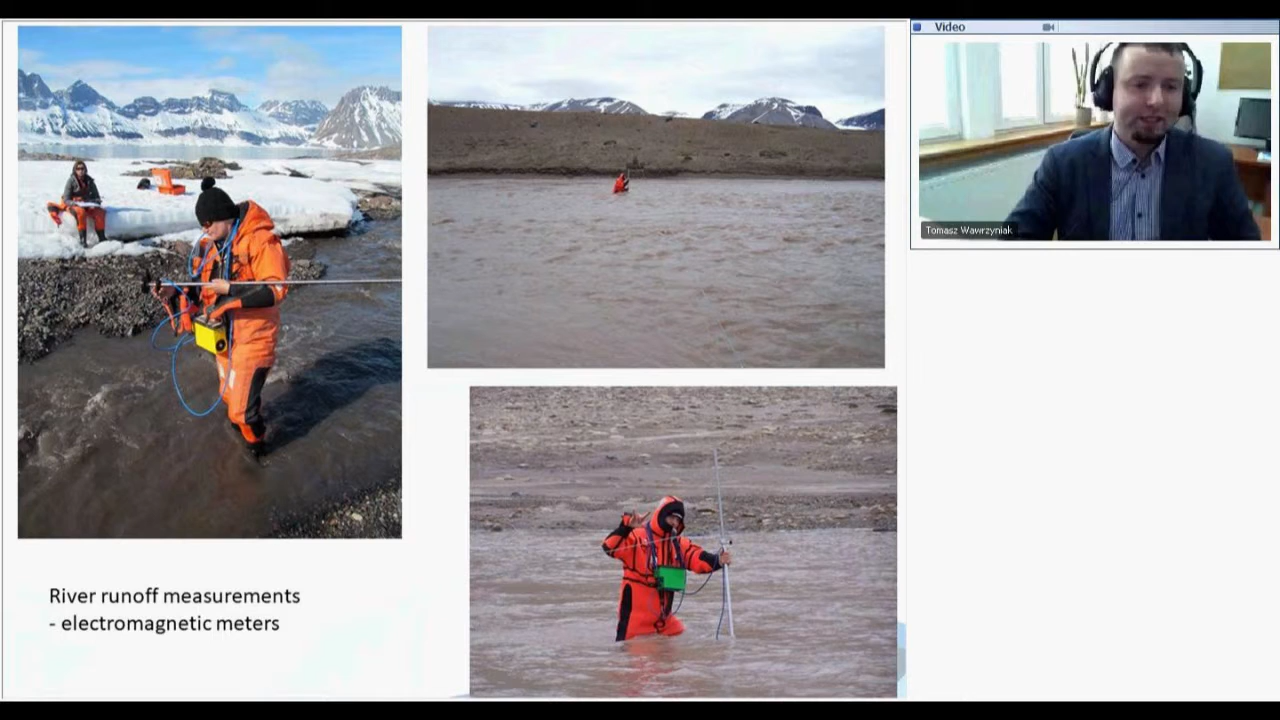 Video
Tomasz Wawrzyniak
River runoff measurements
- electromagnetic meters